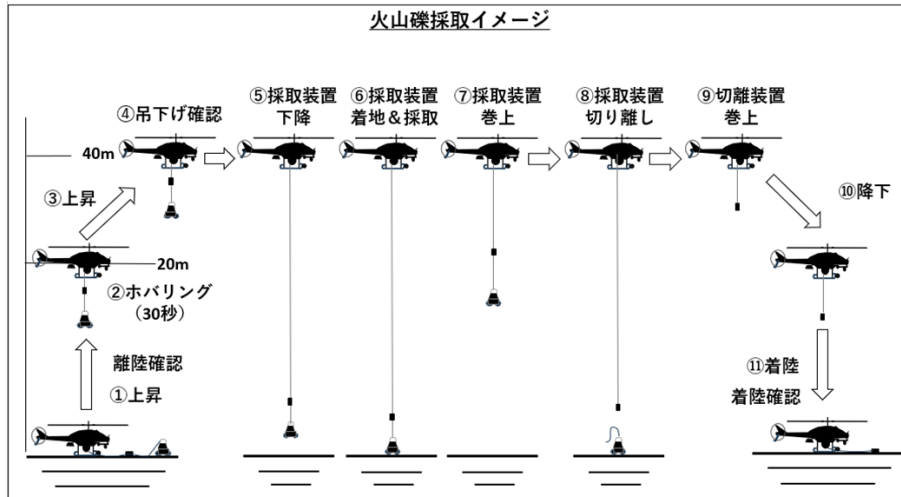 火山礫採取イメージ
④吊下げ確認
⑤採取装置
下降
⑥採取装置
着地＆採取
⑦採取装置
巻上
⑧採取装置
切り離し
⑨切離装置
巻上
40m
③上昇
⑩降下
20m
②ホバリング
（30秒）
離陸確認
①上昇
⑪着陸
着陸確認